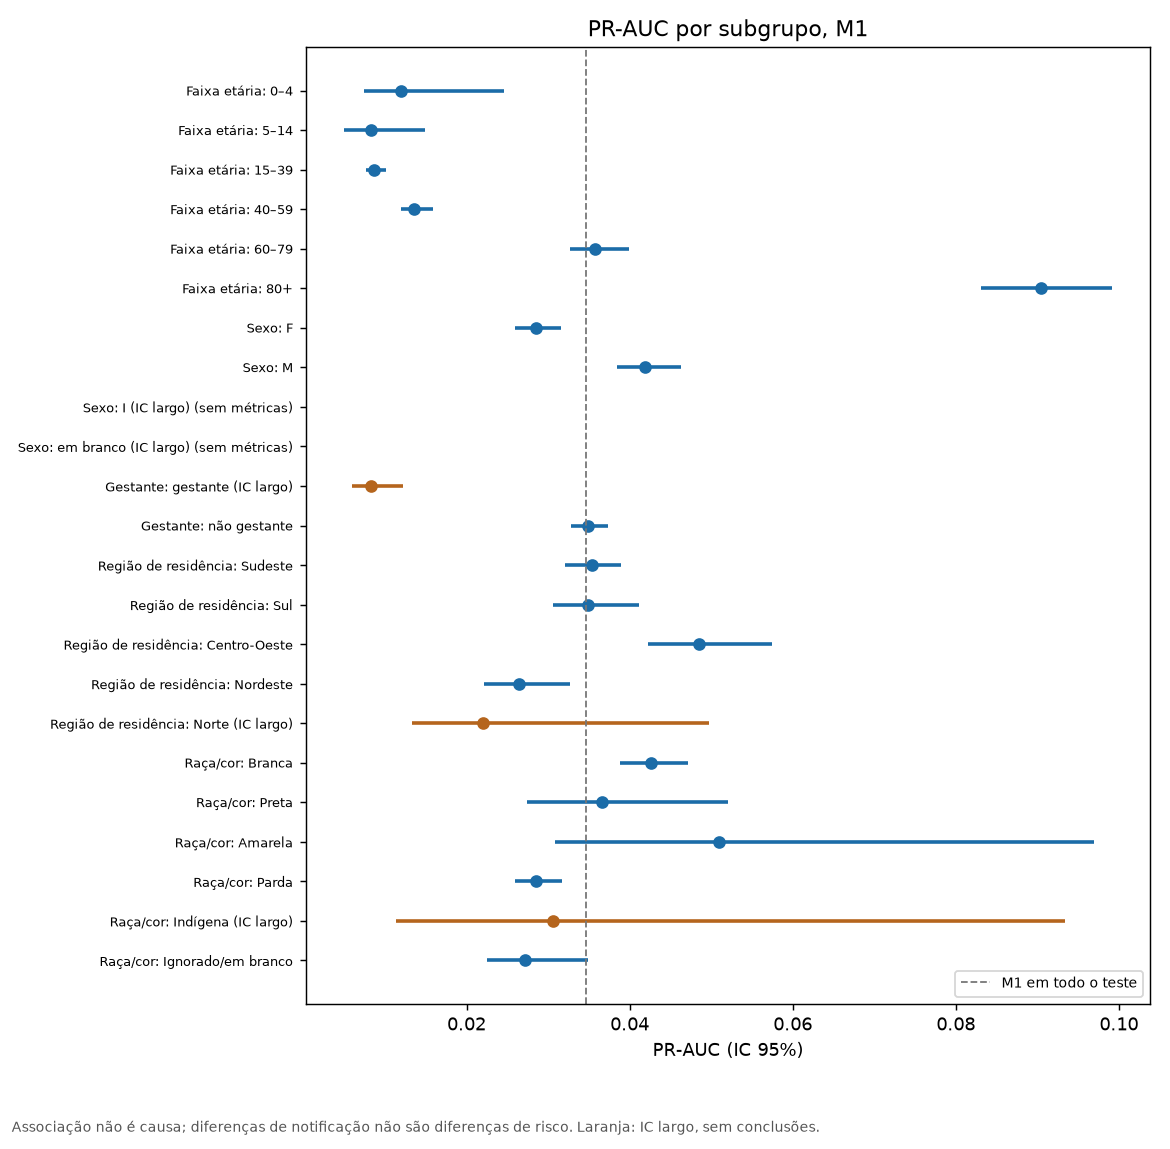 PR-AUC por subgrupo, M1
Faixa etária: 0–4
Faixa etária: 5–14
Faixa etária: 15–39
Faixa etária: 40–59
Faixa etária: 60–79
Faixa etária: 80+
Sexo: F
Sexo: M
Sexo: I (IC largo) (sem métricas)
Sexo: em branco (IC largo) (sem métricas)
Gestante: gestante (IC largo)
Gestante: não gestante
Região de residência: Sudeste
Região de residência: Sul
Região de residência: Centro-Oeste
Região de residência: Nordeste
Região de residência: Norte (IC largo)
Raça/cor: Branca
Raça/cor: Preta
Raça/cor: Amarela
Raça/cor: Parda
Raça/cor: Indígena (IC largo)
Raça/cor: Ignorado/em branco
M1 em todo o teste
0.02 0.04 0.06 0.08 0.10
PR-AUC (IC 95%)
Associação não é causa; diferenças de notificação não são diferenças de risco. Laranja: IC largo, sem conclusões.